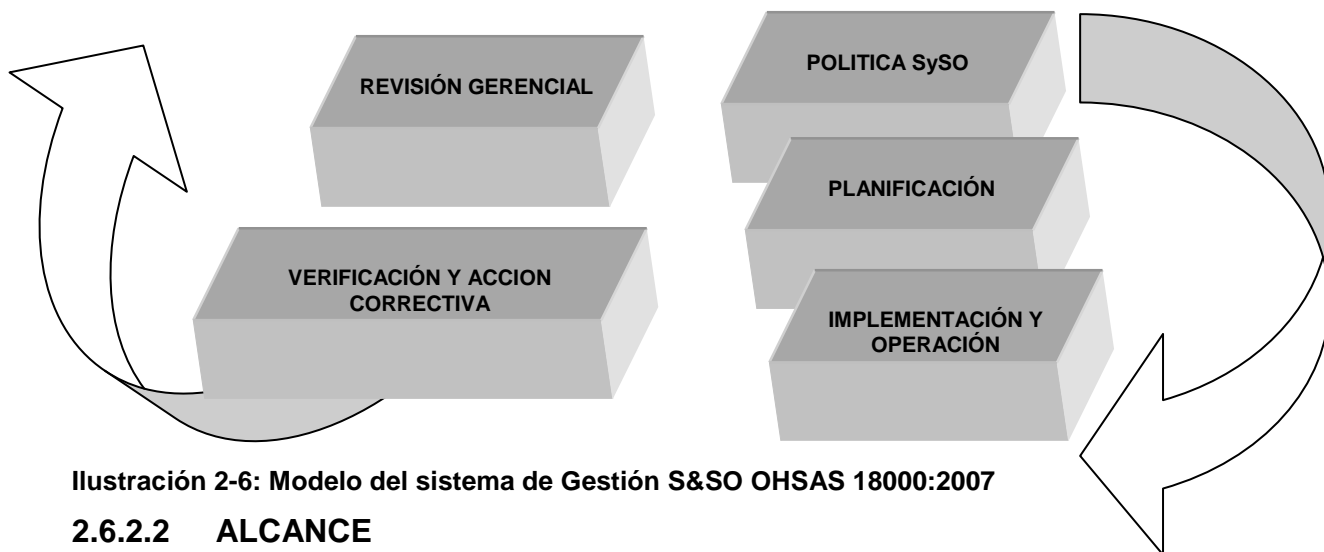 REVISIÓN GERENCIAL
POLITICA SySO
PLANIFICACIÓN
VERIFICACIÓN Y ACCION
CORRECTIVA
IMPLEMENTACIÓN Y
OPERACIÓN
Ilustración 2-6: Modelo del sistema de Gestión S&SO OHSAS 18000:2007
2.6.2.2 ALCANCE